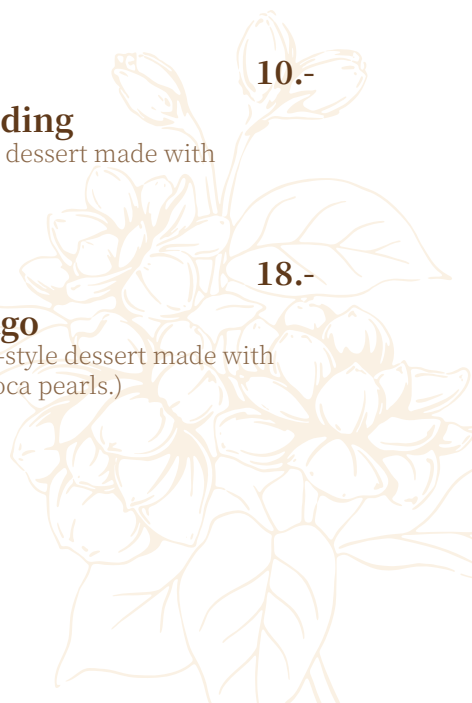 10.-
ding
dessert made with
18.-
go
-style dessert made with
oca pearls.)